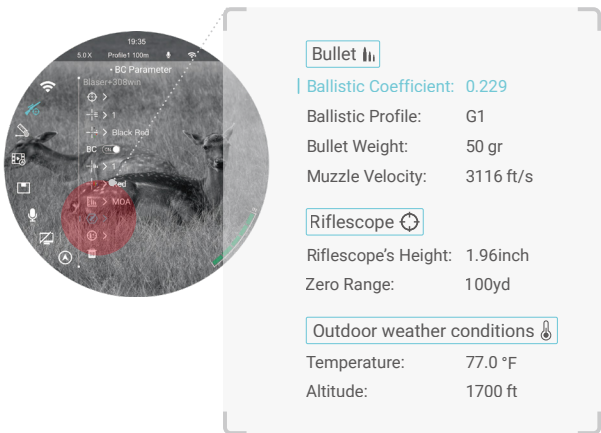 19:35
5.0 X Profile1 100m
• BC Parameter
Blaser+308win
1
Black Red
BC ON
1
Red
MOA
Bullet
Ballistic Coefficient: 0.229
Ballistic Profile: G1
Bullet Weight: 50 gr
Muzzle Velocity: 3116 ft/s
Riflescope
Riflescope's Height: 1.96inch
Zero Range: 100yd
Outdoor weather conditions
Temperature: 77.0 °F
Altitude: 1700 ft